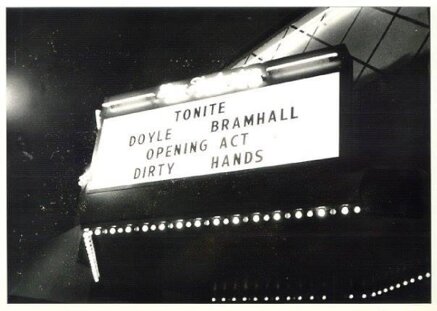 TONITE
DOYLE BRAMHALL
OPENING ACT
DIRTY HANDS